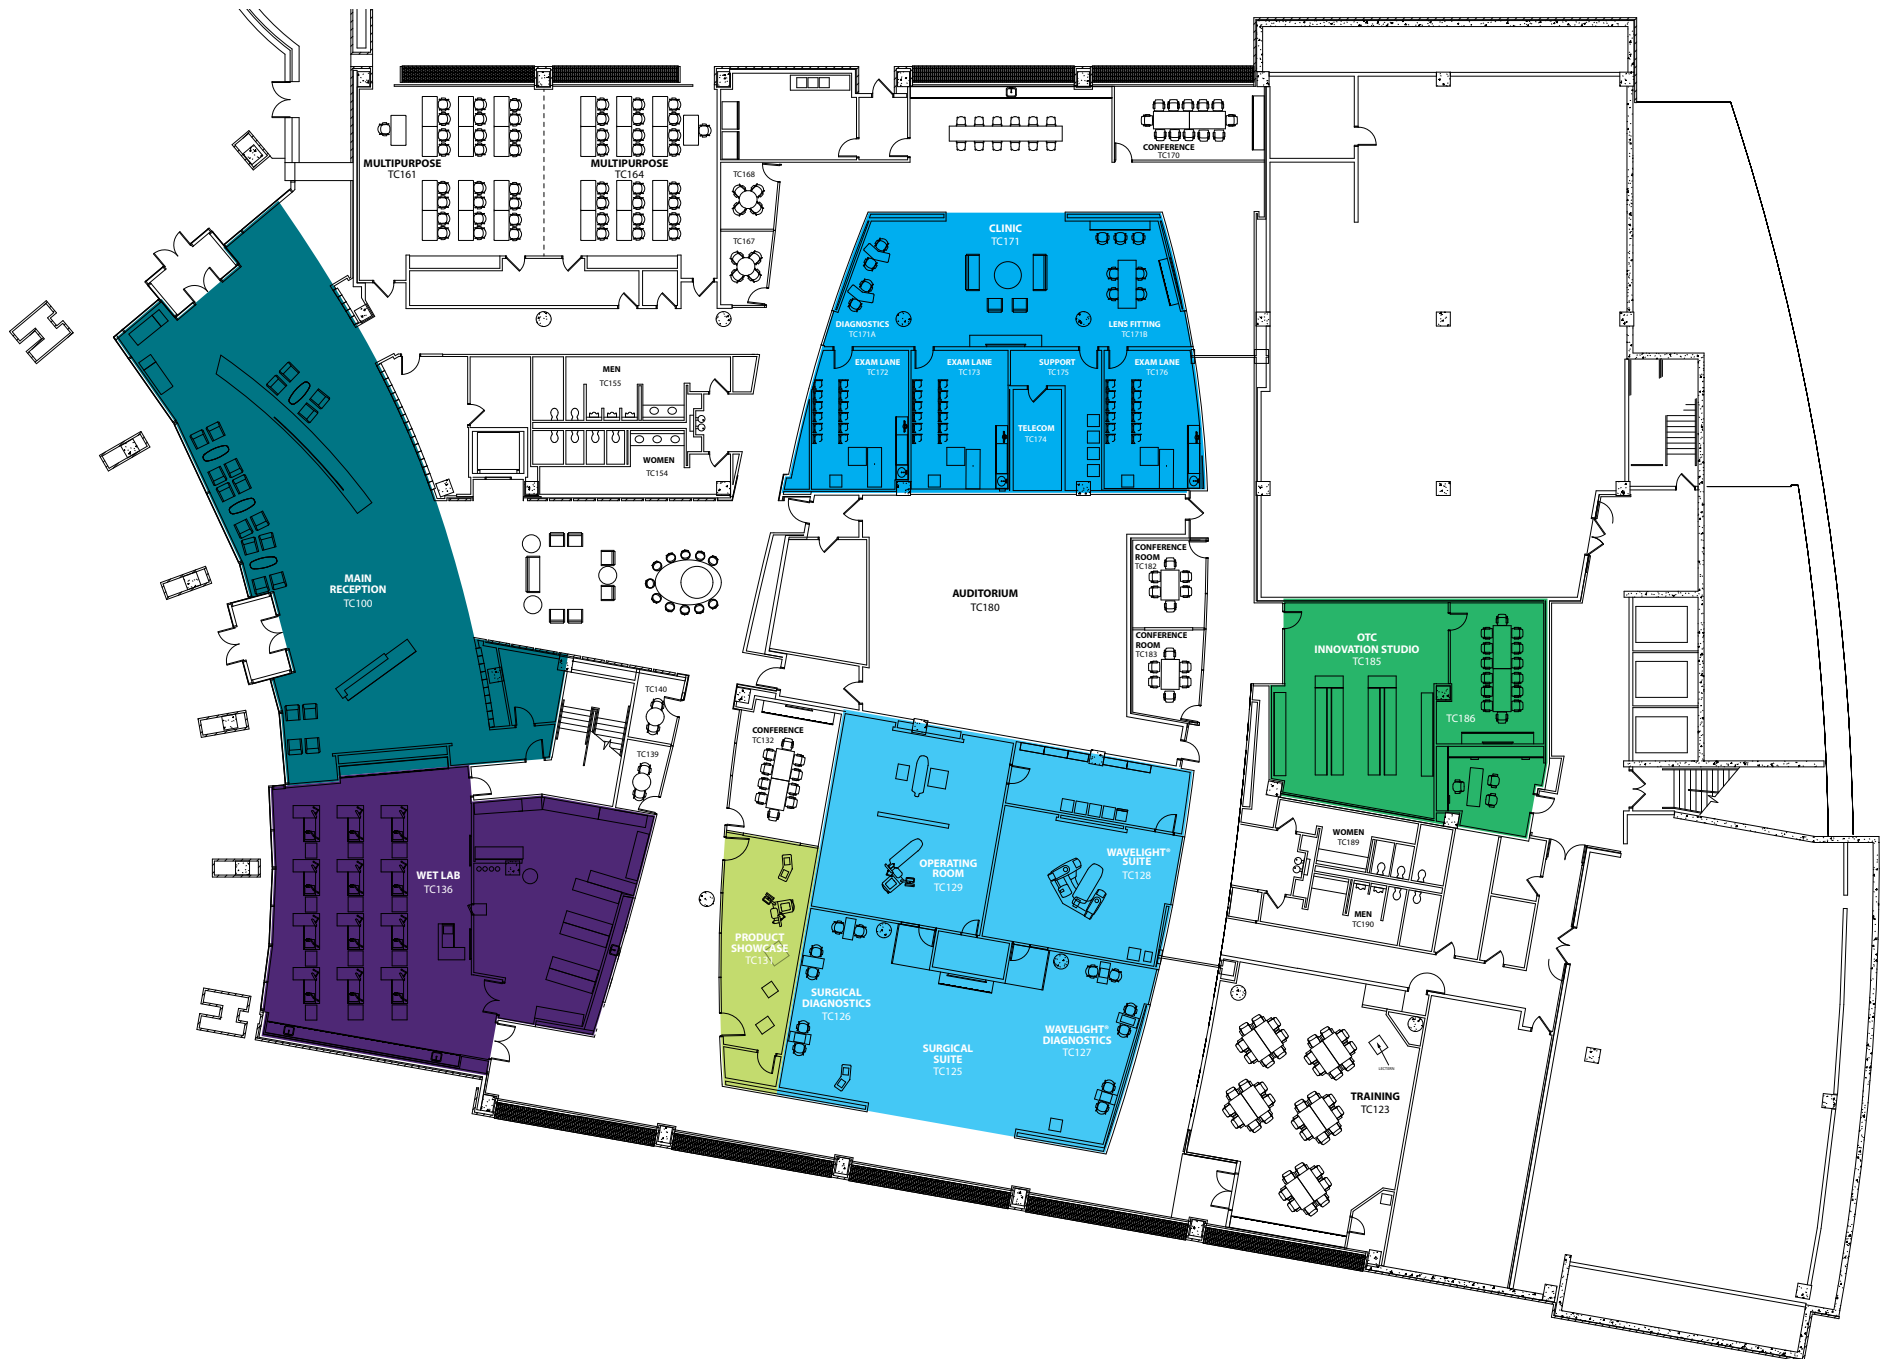 MULTIPURPOSE
TC161
MULTIPURPOSE
TC164
CONFERENCE
TC170
TC168
TC167
CLINIC
TC171
DIAGNOSTICS
TC171A
LENS FITTING
TC171B
EXAM LANE
TC172
EXAM LANE
TC173
SUPPORT
TC175
EXAM LANE
TC176
TELECOM
TC174
MEN
TC155
WOMEN
TC154
MAIN
RECEPTION
TC100
AUDITORIUM
TC180
CONFERENCE
ROOM
TC182
CONFERENCE
ROOM
TC183
OTC
INNOVATION STUDIO
TC185
TC186
TC140
TC139
CONFERENCE
TC132
WET LAB
TC136
OPERATING
ROOM
TC129
WAVELIGHT®
SUITE
TC128
WOMEN
TC189
MEN
TC190
PRODUCT
SHOWCASE
TC131
SURGICAL
DIAGNOSTICS
TC126
SURGICAL
SUITE
TC125
WAVELIGHT®
DIAGNOSTICS
TC127
LECTERN
TRAINING
TC123